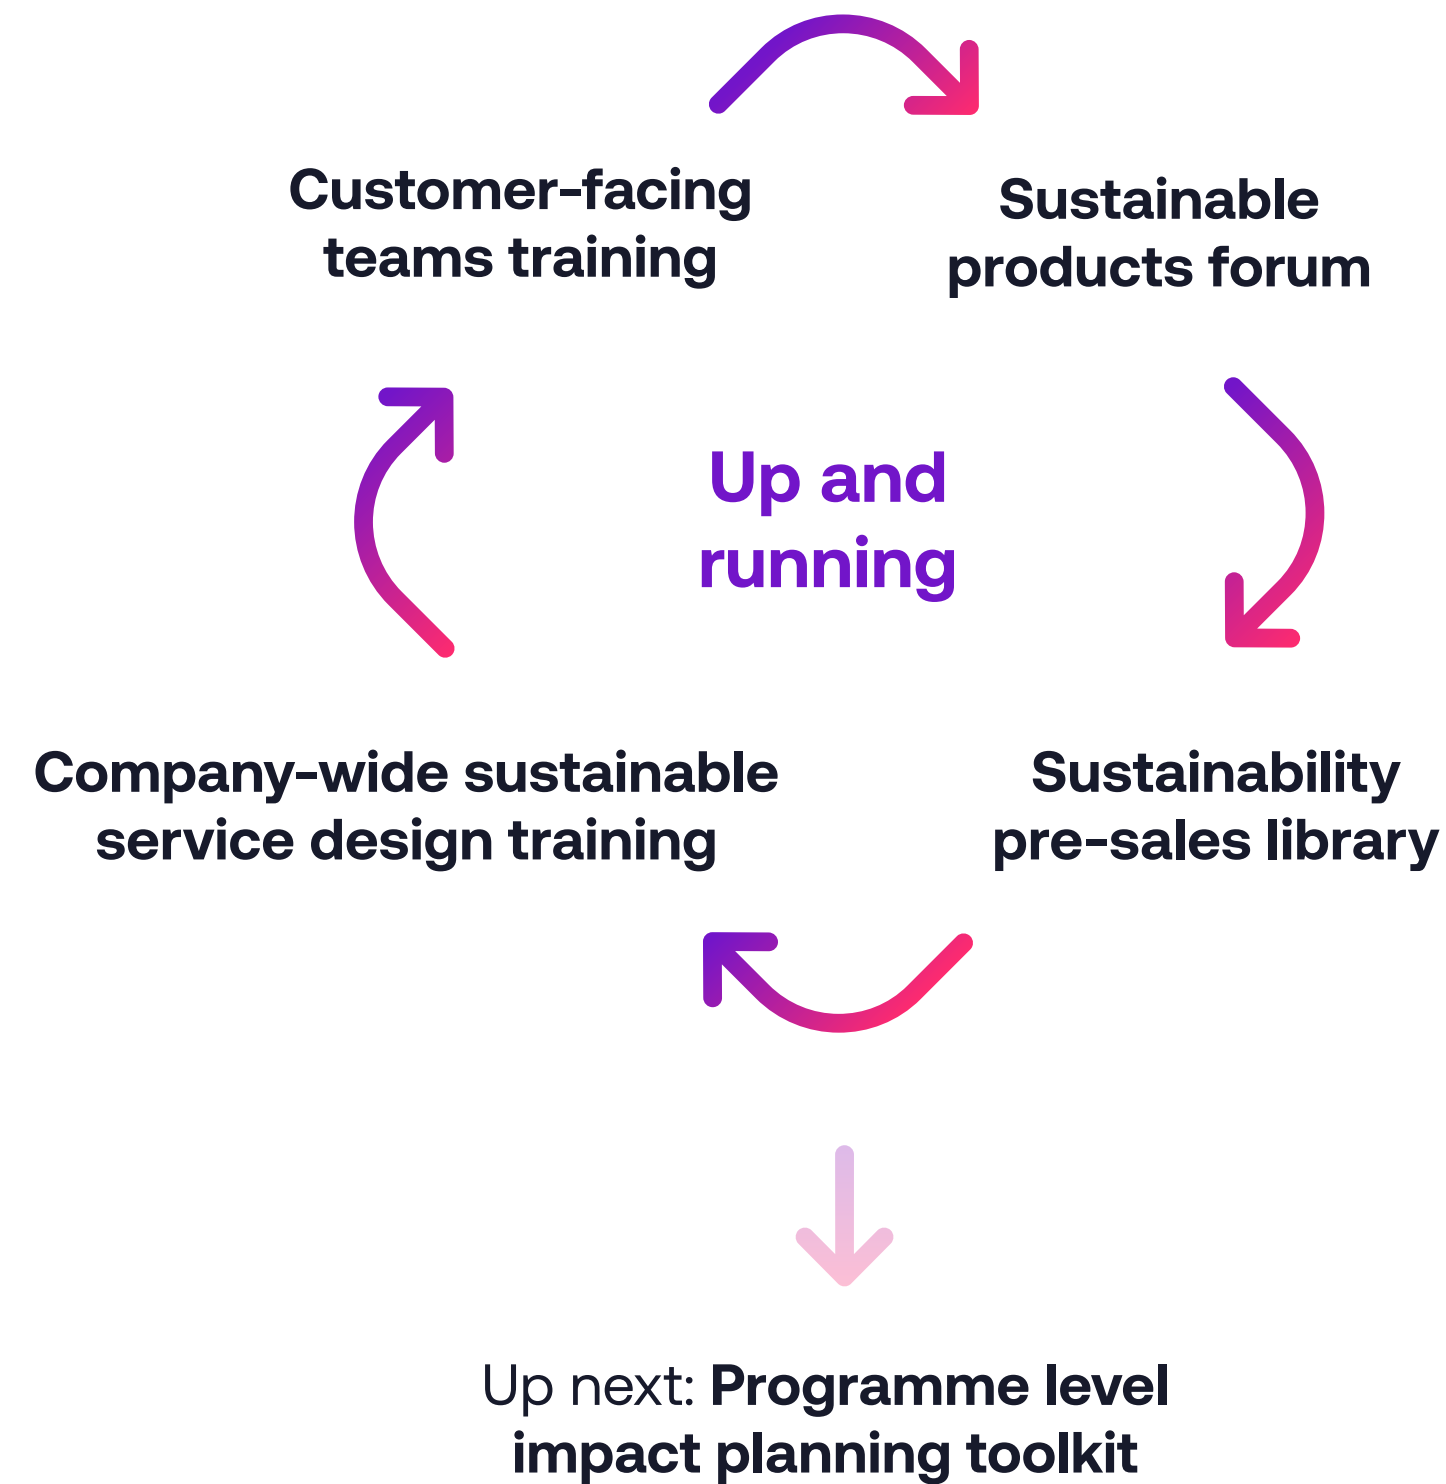 Customer-facing
teams training
Sustainable
products forum
Up and
running
Company-wide sustainable
service design training
Sustainability
pre-sales library
Up next: Programme level
impact planning toolkit